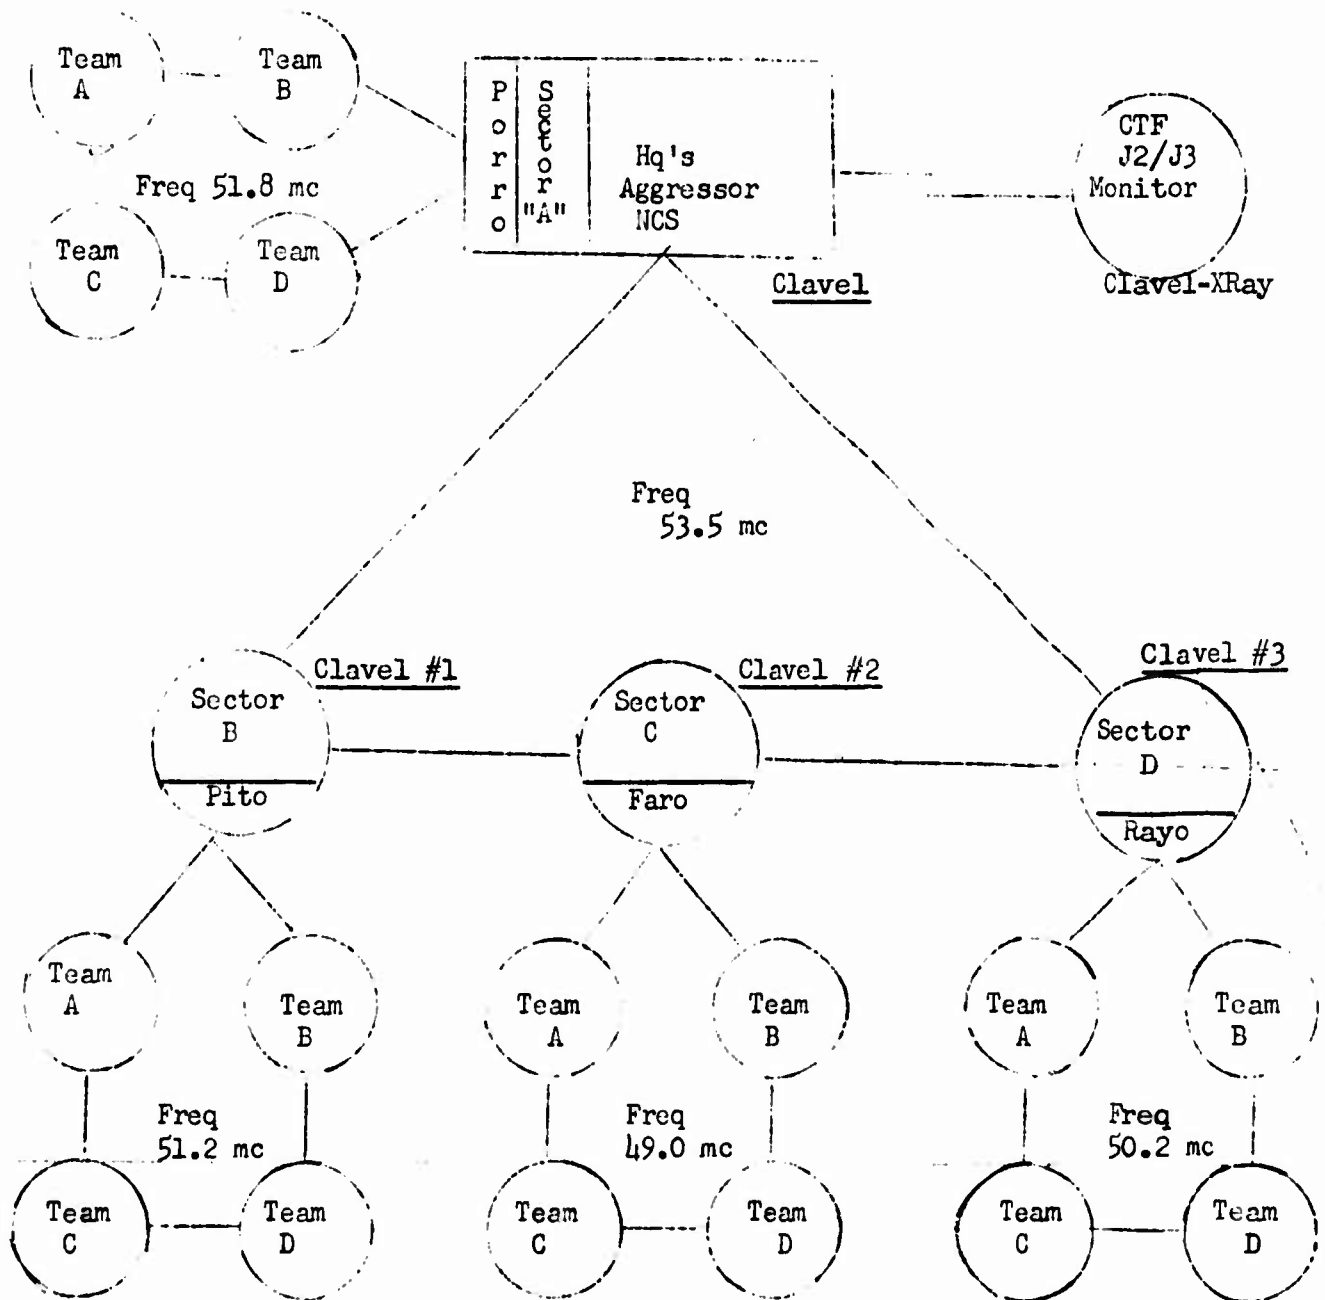 Team
A
Team
B
Freq 51.8 mc
Team
C
Team
D
Porro
Sector
"A"
Hq's
Aggressor
NCS
Clavel
CTF
J2/J3
Monitor
Clavel-XRay
Freq
53.5 mc
Clavel #1
Sector
B
Pito
Clavel #2
Sector
C
Faro
Clavel #3
Sector
D
Rayo
Team
A
Team
B
Freq
51.2 mc
Team
C
Team
D
Team
A
Team
B
Freq
49.0 mc
Team
C
Team
D
Team
A
Team
B
Freq
50.2 mc
Team
C
Team
D